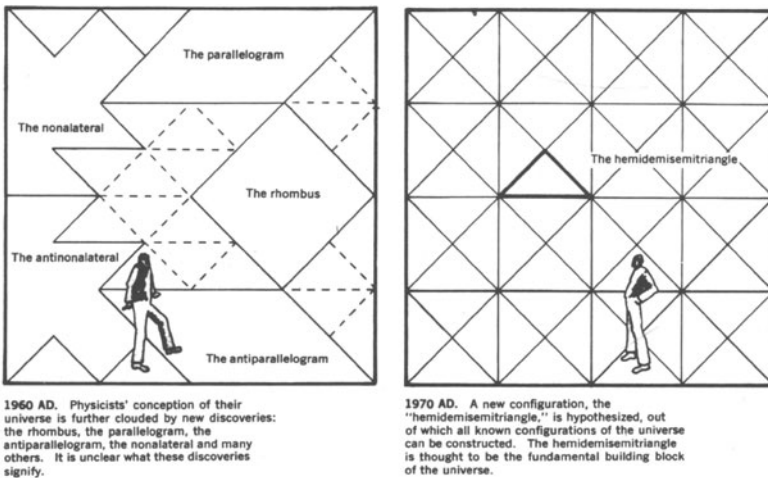 The parallelogram
The nonalateral
The rhombus
The antinonalateral
The antiparallelogram
1960 AD. Physicists' conception of their
universe is further clouded by new discoveries:
the rhombus, the parallelogram, the
antiparallelogram, the nonalateral and many
others. It is unclear what these discoveries
signify.
The hemidemisemitriangle
1970 AD. A new configuration, the
"hemidemisemitriangle," is hypothesized, out
of which all known configurations of the universe
can be constructed. The hemidemisemitriangle
is thought to be the fundamental building block
of the universe.